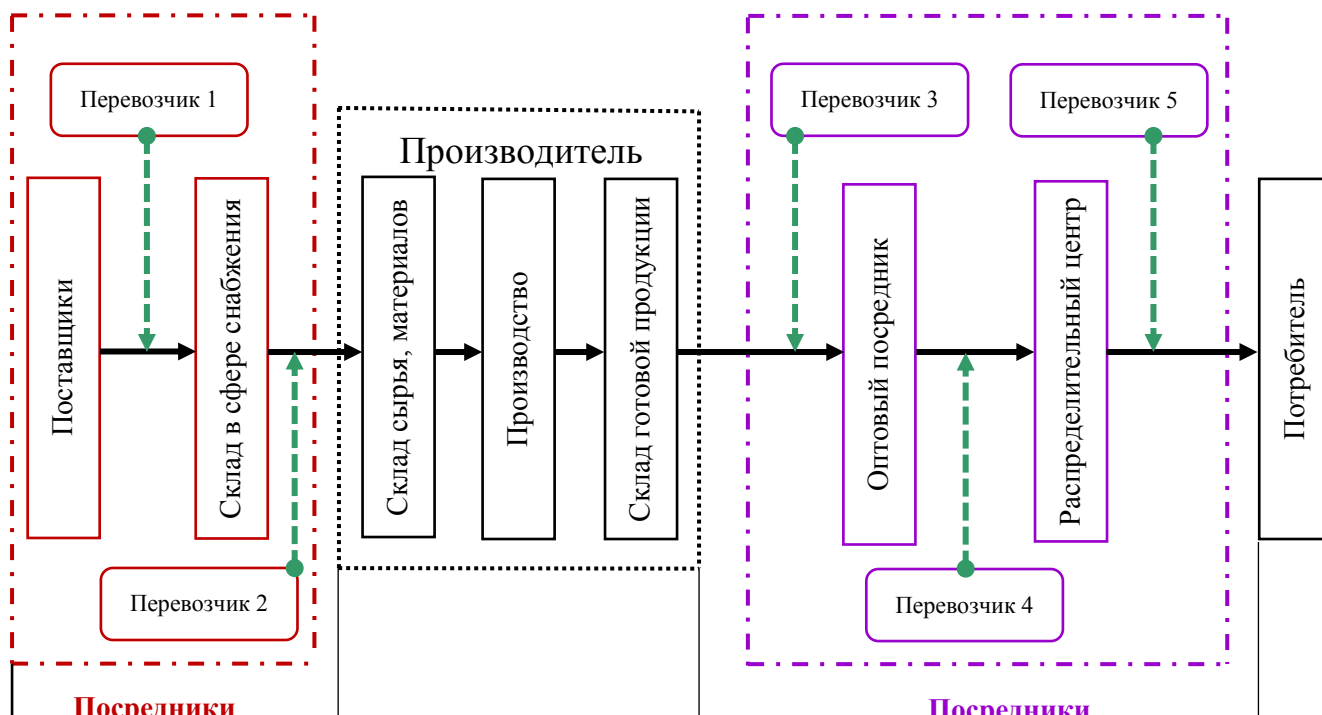 Перевозчик 1
Перевозчик 3
Перевозчик 5
Производитель
Поставщики
Склад в сфере снабжения
Склад сырья, материалов
Производство
Склад готовой продукции
Оптовый посредник
Распределительный центр
Потребитель
Перевозчик 2
Перевозчик 4
Посредники
Посредники